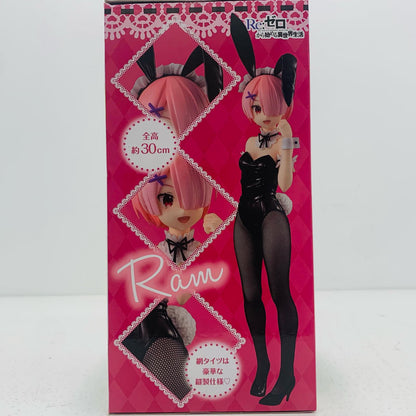 Re:ゼロ
から始める異世界生活
全高
約30cm
Ram
網タイツは
豪華な
縫製仕様♡